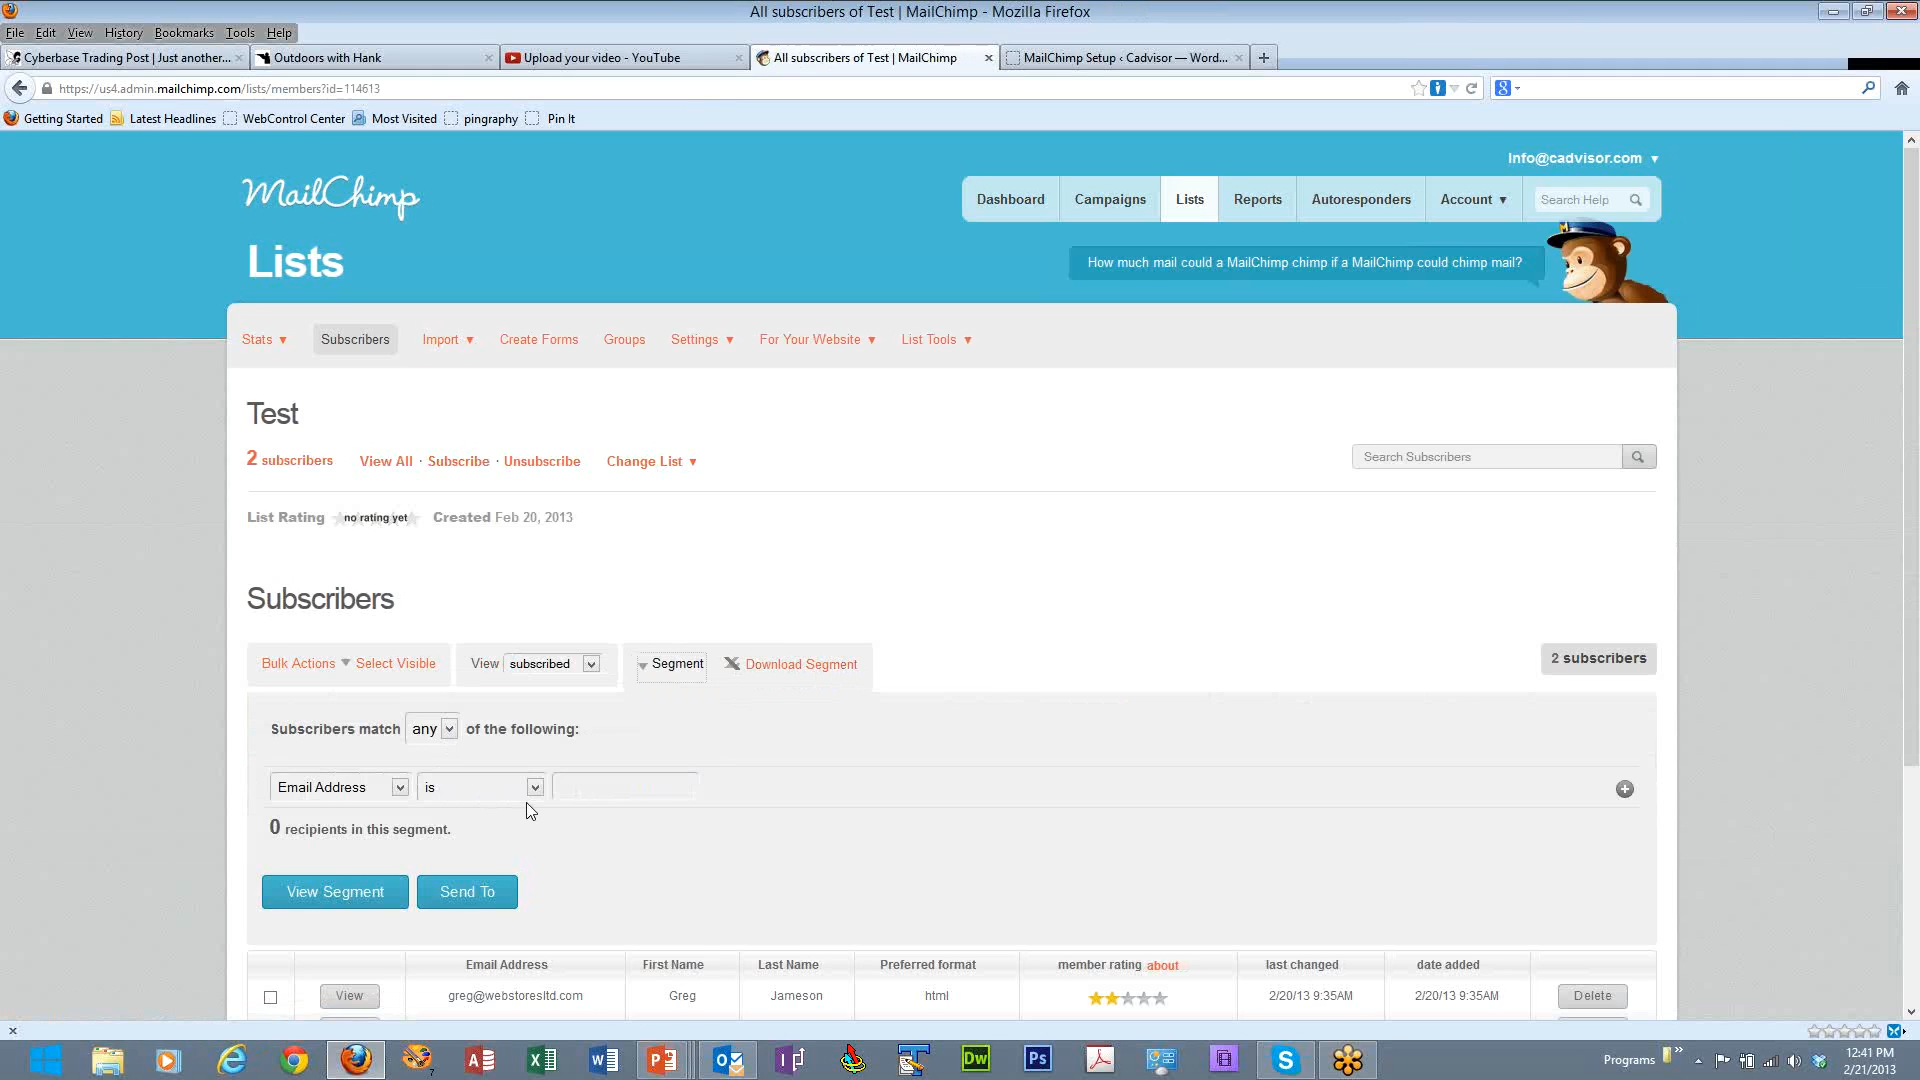 All subscribers of Test | MailChimp - Mozilla Firefox
File Edit View History Bookmarks Tools Help
Cyberbase Trading Post | Just another...
Outdoors with Hank
Upload your video - YouTube
All subscribers of Test | MailChimp
MailChimp Setup ‹ Cadvisor — Word...
https://us4.admin.mailchimp.com/lists/members?id=114613
Getting Started Latest Headlines WebControl Center Most Visited pingraphy Pin It
Info@cadvisor.com
MailChimp
Dashboard Campaigns Lists Reports Autoresponders Account Search Help
Lists
How much mail could a MailChimp chimp if a MailChimp could chimp mail?
Stats Subscribers Import Create Forms Groups Settings For Your Website List Tools
Test
2 subscribers View All · Subscribe · Unsubscribe Change List
Search Subscribers
List Rating no rating yet Created Feb 20, 2013
Subscribers
Bulk Actions Select Visible View subscribed Segment Download Segment
2 subscribers
Subscribers match any of the following:
Email Address is
0 recipients in this segment.
View Segment Send To
Email Address First Name Last Name Preferred format member rating about last changed date added
View greg@webstoresltd.com Greg Jameson html 2/20/13 9:35AM 2/20/13 9:35AM Delete
Programs
12:41 PM
2/21/2013